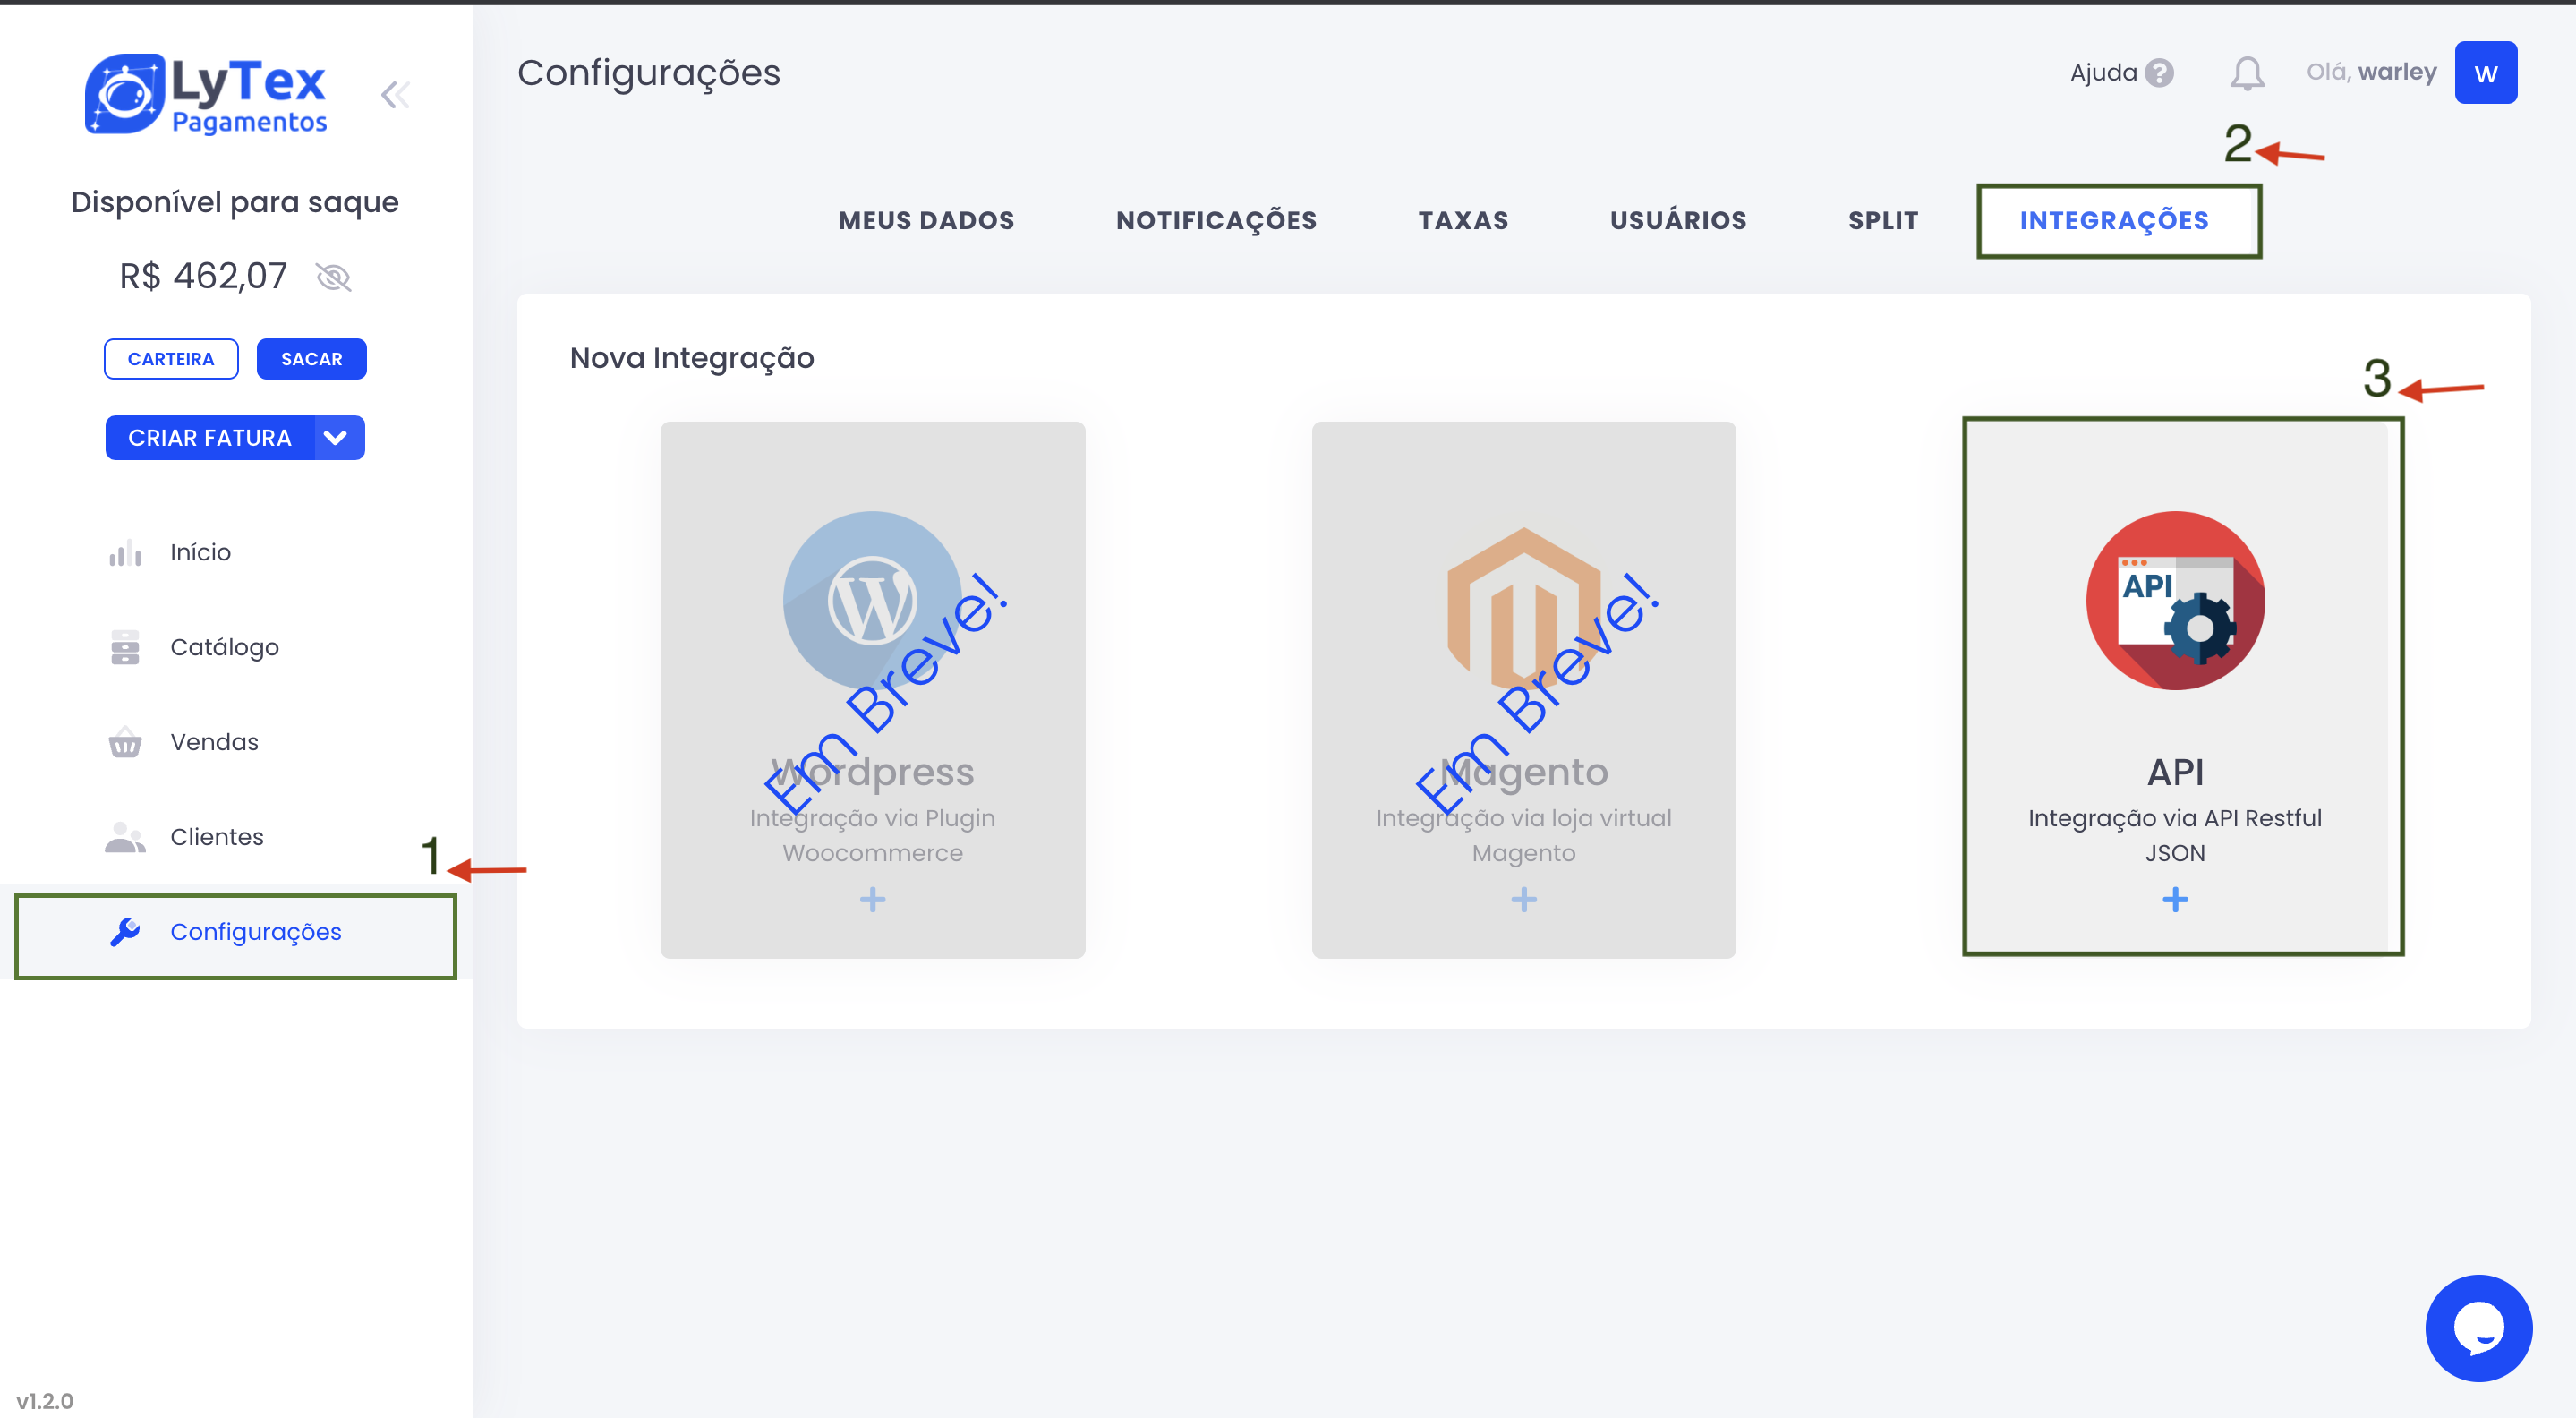 LyTex
Pagamentos
Configurações
Ajuda ?
Olá, warley
W
Disponível para saque
R$ 462,07
CARTEIRA
SACAR
CRIAR FATURA
Início
Catálogo
Vendas
Clientes
1
Configurações
v1.2.0
2
MEUS DADOS
NOTIFICAÇÕES
TAXAS
USUÁRIOS
SPLIT
INTEGRAÇÕES
Nova Integração
3
W
Em Breve!
Wordpress
Integração via Plugin
Woocommerce
+
Em Breve!
Magento
Integração via loja virtual
Magento
+
API
API
Integração via API Restful
JSON
+